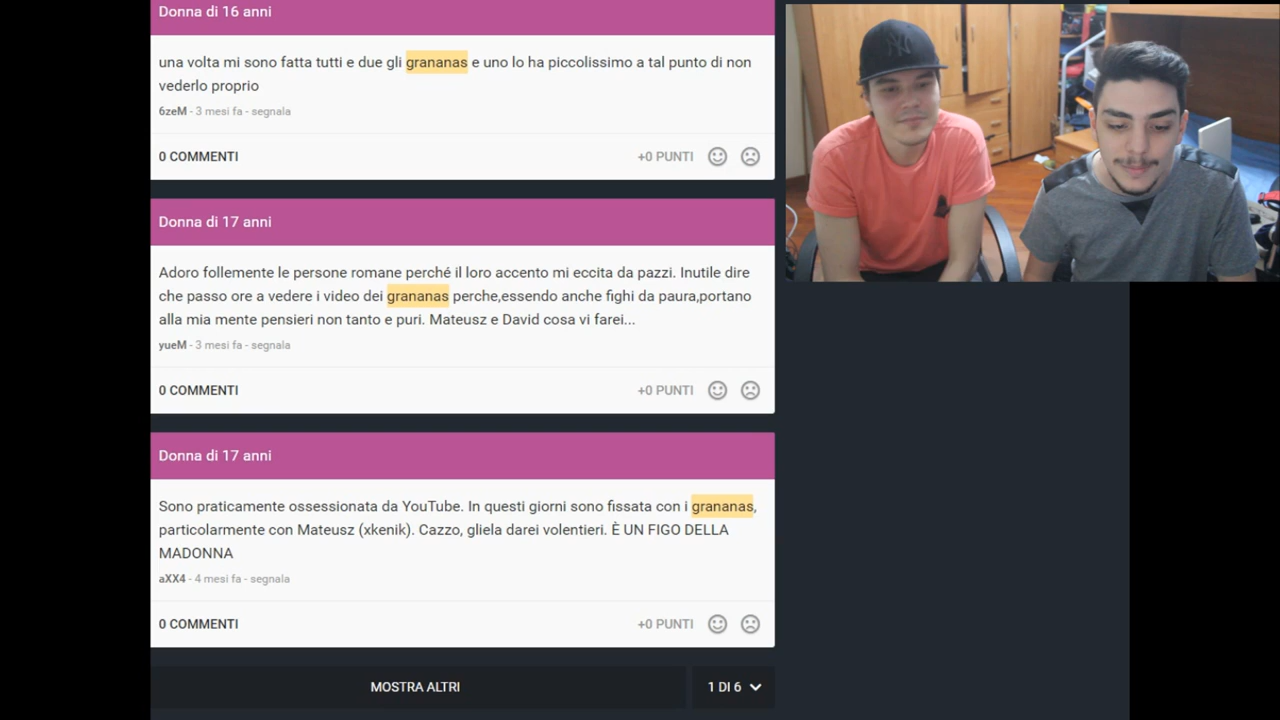 Donna di 16 anni
una volta mi sono fatta tutti e due gli grananas e uno lo ha piccolissimo a tal punto di non
vederlo proprio
6zeM - 3 mesi fa - segnala
0 COMMENTI
+0 PUNTI
Donna di 17 anni
Adoro follemente le persone romane perché il loro accento mi eccita da pazzi. Inutile dire
che passo ore a vedere i video dei grananas perche,essendo anche fighi da paura,portano
alla mia mente pensieri non tanto e puri. Mateusz e David cosa vi farei...
yueM - 3 mesi fa - segnala
0 COMMENTI
+0 PUNTI
Donna di 17 anni
Sono praticamente ossessionata da YouTube. In questi giorni sono fissata con i grananas,
particolarmente con Mateusz (xkenik). Cazzo, gliela darei volentieri. È UN FIGO DELLA
MADONNA
aXX4 - 4 mesi fa - segnala
0 COMMENTI
+0 PUNTI
MOSTRA ALTRI
1 DI 6